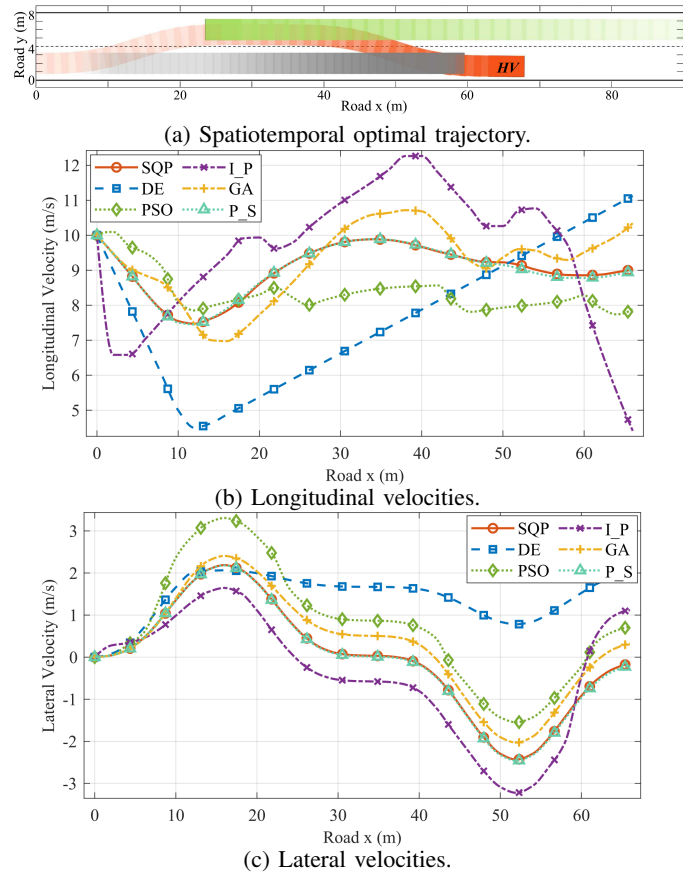 Road y (m)
8
4
0
HV
0 20 40 60 80
Road x (m)
(a) Spatiotemporal optimal trajectory.
Longitudinal Velocity (m/s)
12
11
10
9
8
7
6
5
SQP I_P
DE GA
PSO P_S
0 10 20 30 40 50 60
Road x (m)
(b) Longitudinal velocities.
Lateral Velocity (m/s)
3
2
1
0
-1
-2
-3
SQP I_P
DE GA
PSO P_S
0 10 20 30 40 50 60
Road x (m)
(c) Lateral velocities.